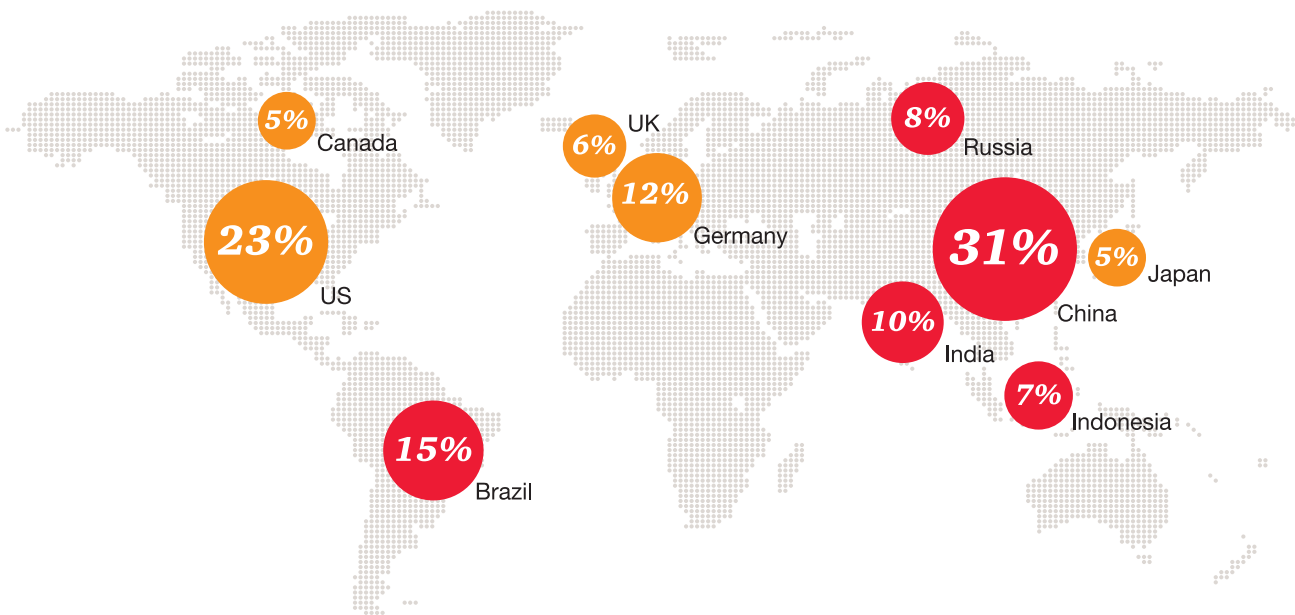 5%
Canada
23%
US
15%
Brazil
UK
6%
12%
Germany
8%
Russia
31%
China
5%
Japan
10%
India
7%
Indonesia